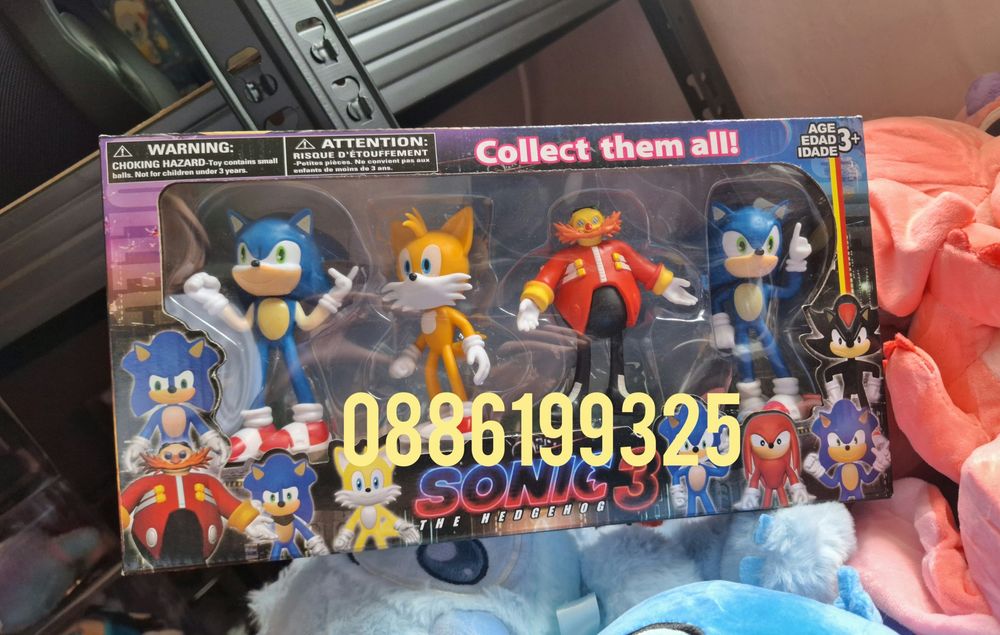 WARNING:
CHOKING HAZARD-Toy contains small
balls. Not for children under 3 years.
ATTENTION:
RISQUE D'ÉTOUFFEMENT
-Petites pièces. Ne convient pas aux
enfants de moins de 3 ans.
Collect them all!
AGE
EDAD 3+
IDADE
0886199325
SONIC 3
THE HEDGEHOG